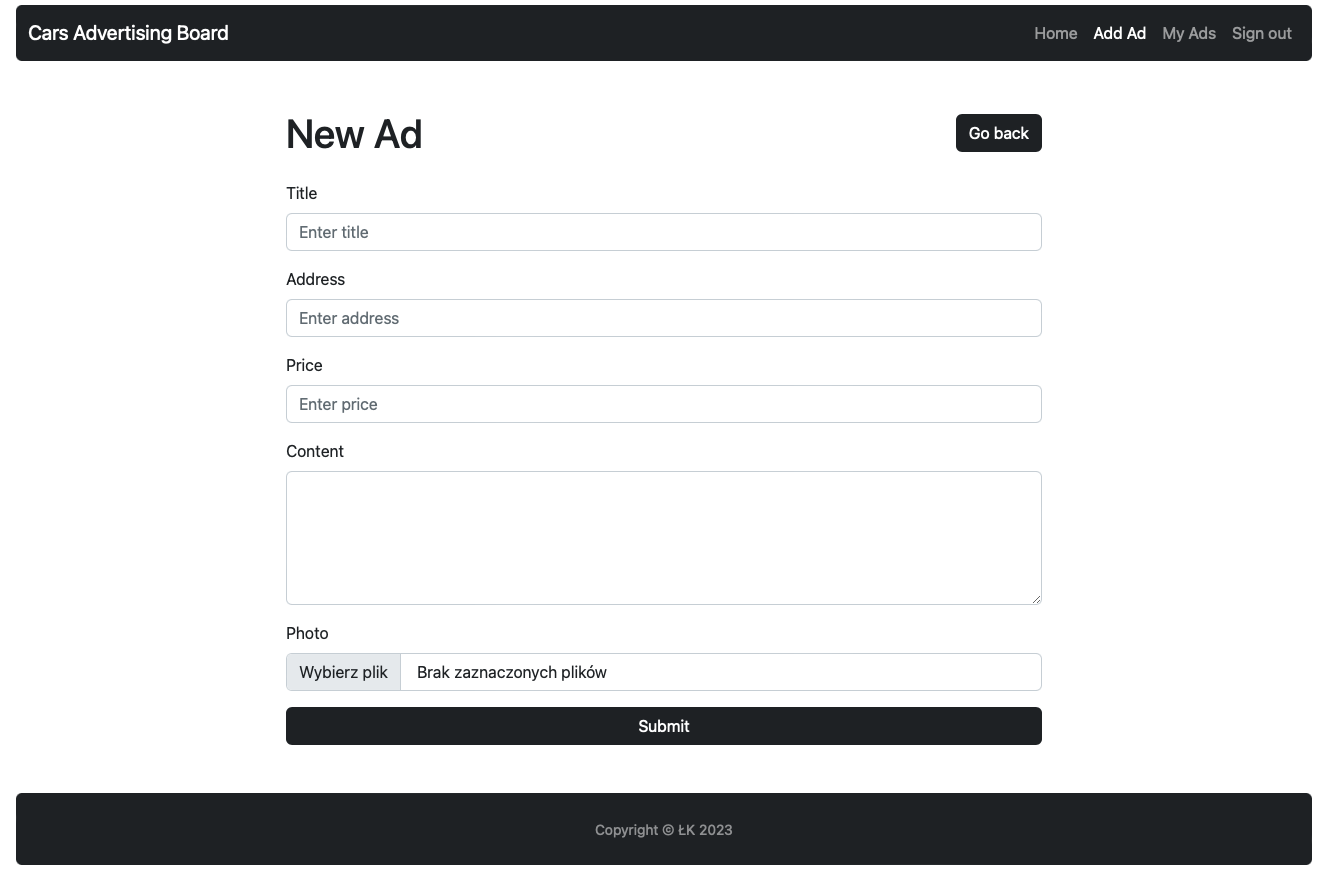 Cars Advertising Board
Home Add Ad My Ads Sign out
New Ad
Go back
Title
Enter title
Address
Enter address
Price
Enter price
Content
Photo
Wybierz plik Brak zaznaczonych plików
Submit
Copyright © ŁK 2023